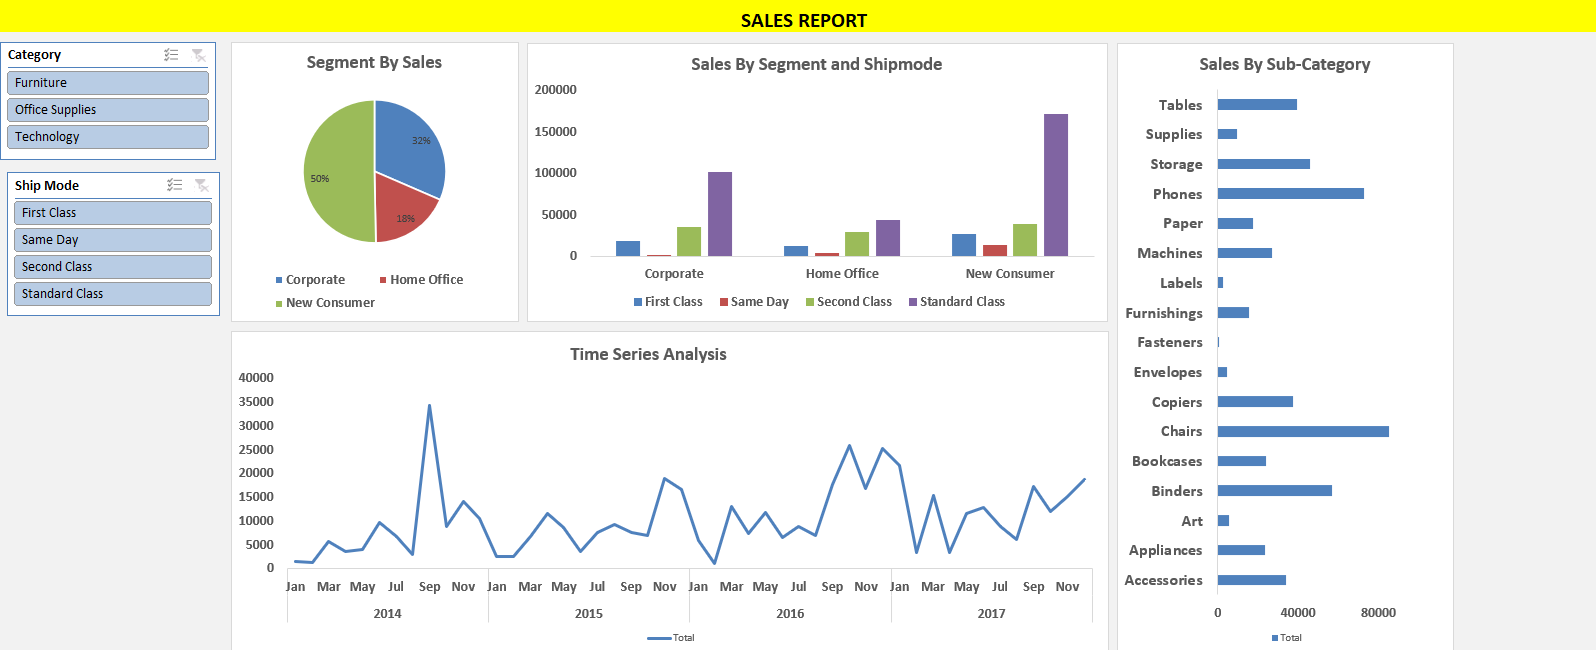 SALES REPORT
Category
Furniture
Office Supplies
Technology
Ship Mode
First Class
Same Day
Second Class
Standard Class
Segment By Sales
32%
50%
18%
Corporate
Home Office
New Consumer
Sales By Segment and Shipmode
200000
150000
100000
50000
0
Corporate Home Office New Consumer
First Class Same Day Second Class Standard Class
Sales By Sub-Category
Tables
Supplies
Storage
Phones
Paper
Machines
Labels
Furnishings
Fasteners
Envelopes
Copiers
Chairs
Bookcases
Binders
Art
Appliances
Accessories
0 40000 80000
Total
Time Series Analysis
40000
35000
30000
25000
20000
15000
10000
5000
0
Jan Mar May Jul Sep Nov Jan Mar May Jul Sep Nov Jan Mar May Jul Sep Nov Jan Mar May Jul Sep Nov
2014 2015 2016 2017
Total